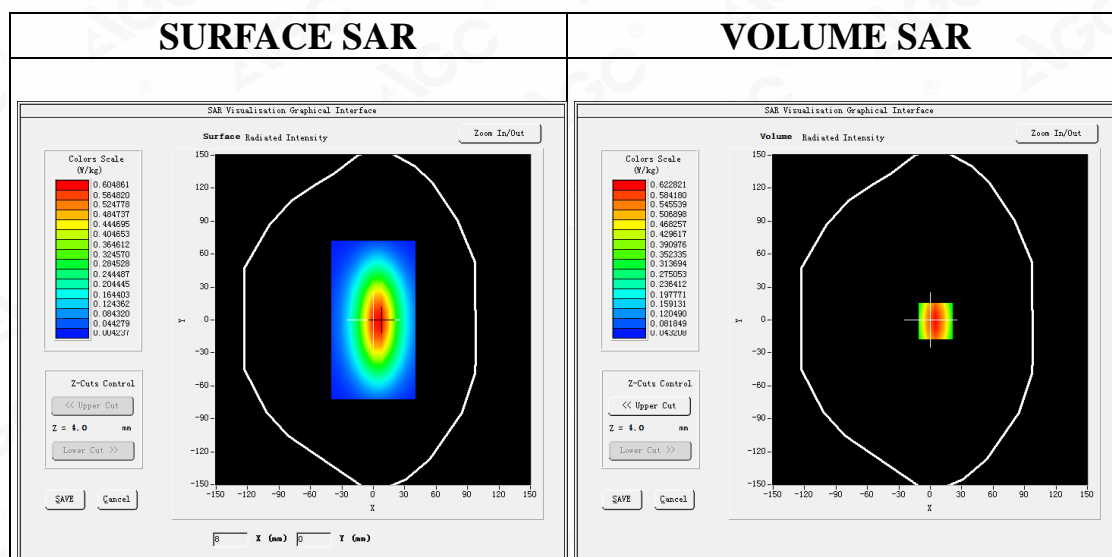 SURFACE SAR
SAR Visualisation Graphical Interface
Surface Radiated Intensity
Zoom In/Out
Colors Scale
(W/kg)
0.604861
0.564820
0.524778
0.484737
0.444695
0.404653
0.364612
0.324570
0.284528
0.244487
0.204445
0.164403
0.124362
0.084320
0.044279
0.004237
150
120
90
60
30
0
-30
-60
-90
-120
-150
Y
-150 -120 -90 -60 -30 0 30 60 90 120 150
X
Z-Cuts Control
<< Upper Cut
Z = 4.0 mm
Lower Cut >>
SAVE Cancel
8 X (mm) 0 Y (mm)
VOLUME SAR
SAR Visualisation Graphical Interface
Volume Radiated Intensity
Zoom In/Out
Colors Scale
(W/kg)
0.622821
0.584180
0.545539
0.506898
0.468257
0.429617
0.390976
0.352335
0.313694
0.275053
0.236412
0.197771
0.159131
0.120490
0.081849
0.043208
150
120
90
60
30
0
-30
-60
-90
-120
-150
Y
-150 -120 -90 -60 -30 0 30 60 90 120 150
X
Z-Cuts Control
<< Upper Cut
Z = 4.0 mm
Lower Cut >>
SAVE Cancel